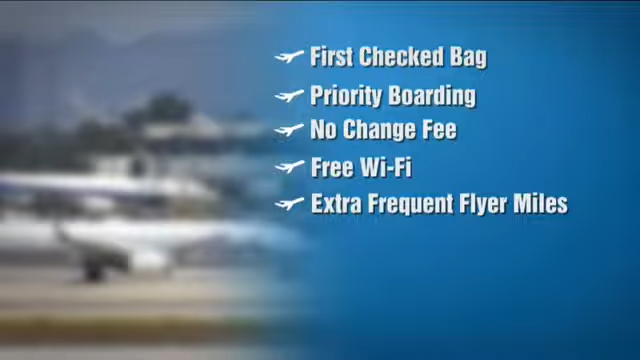 First Checked Bag
Priority Boarding
No Change Fee
Free Wi-Fi
Extra Frequent Flyer Miles